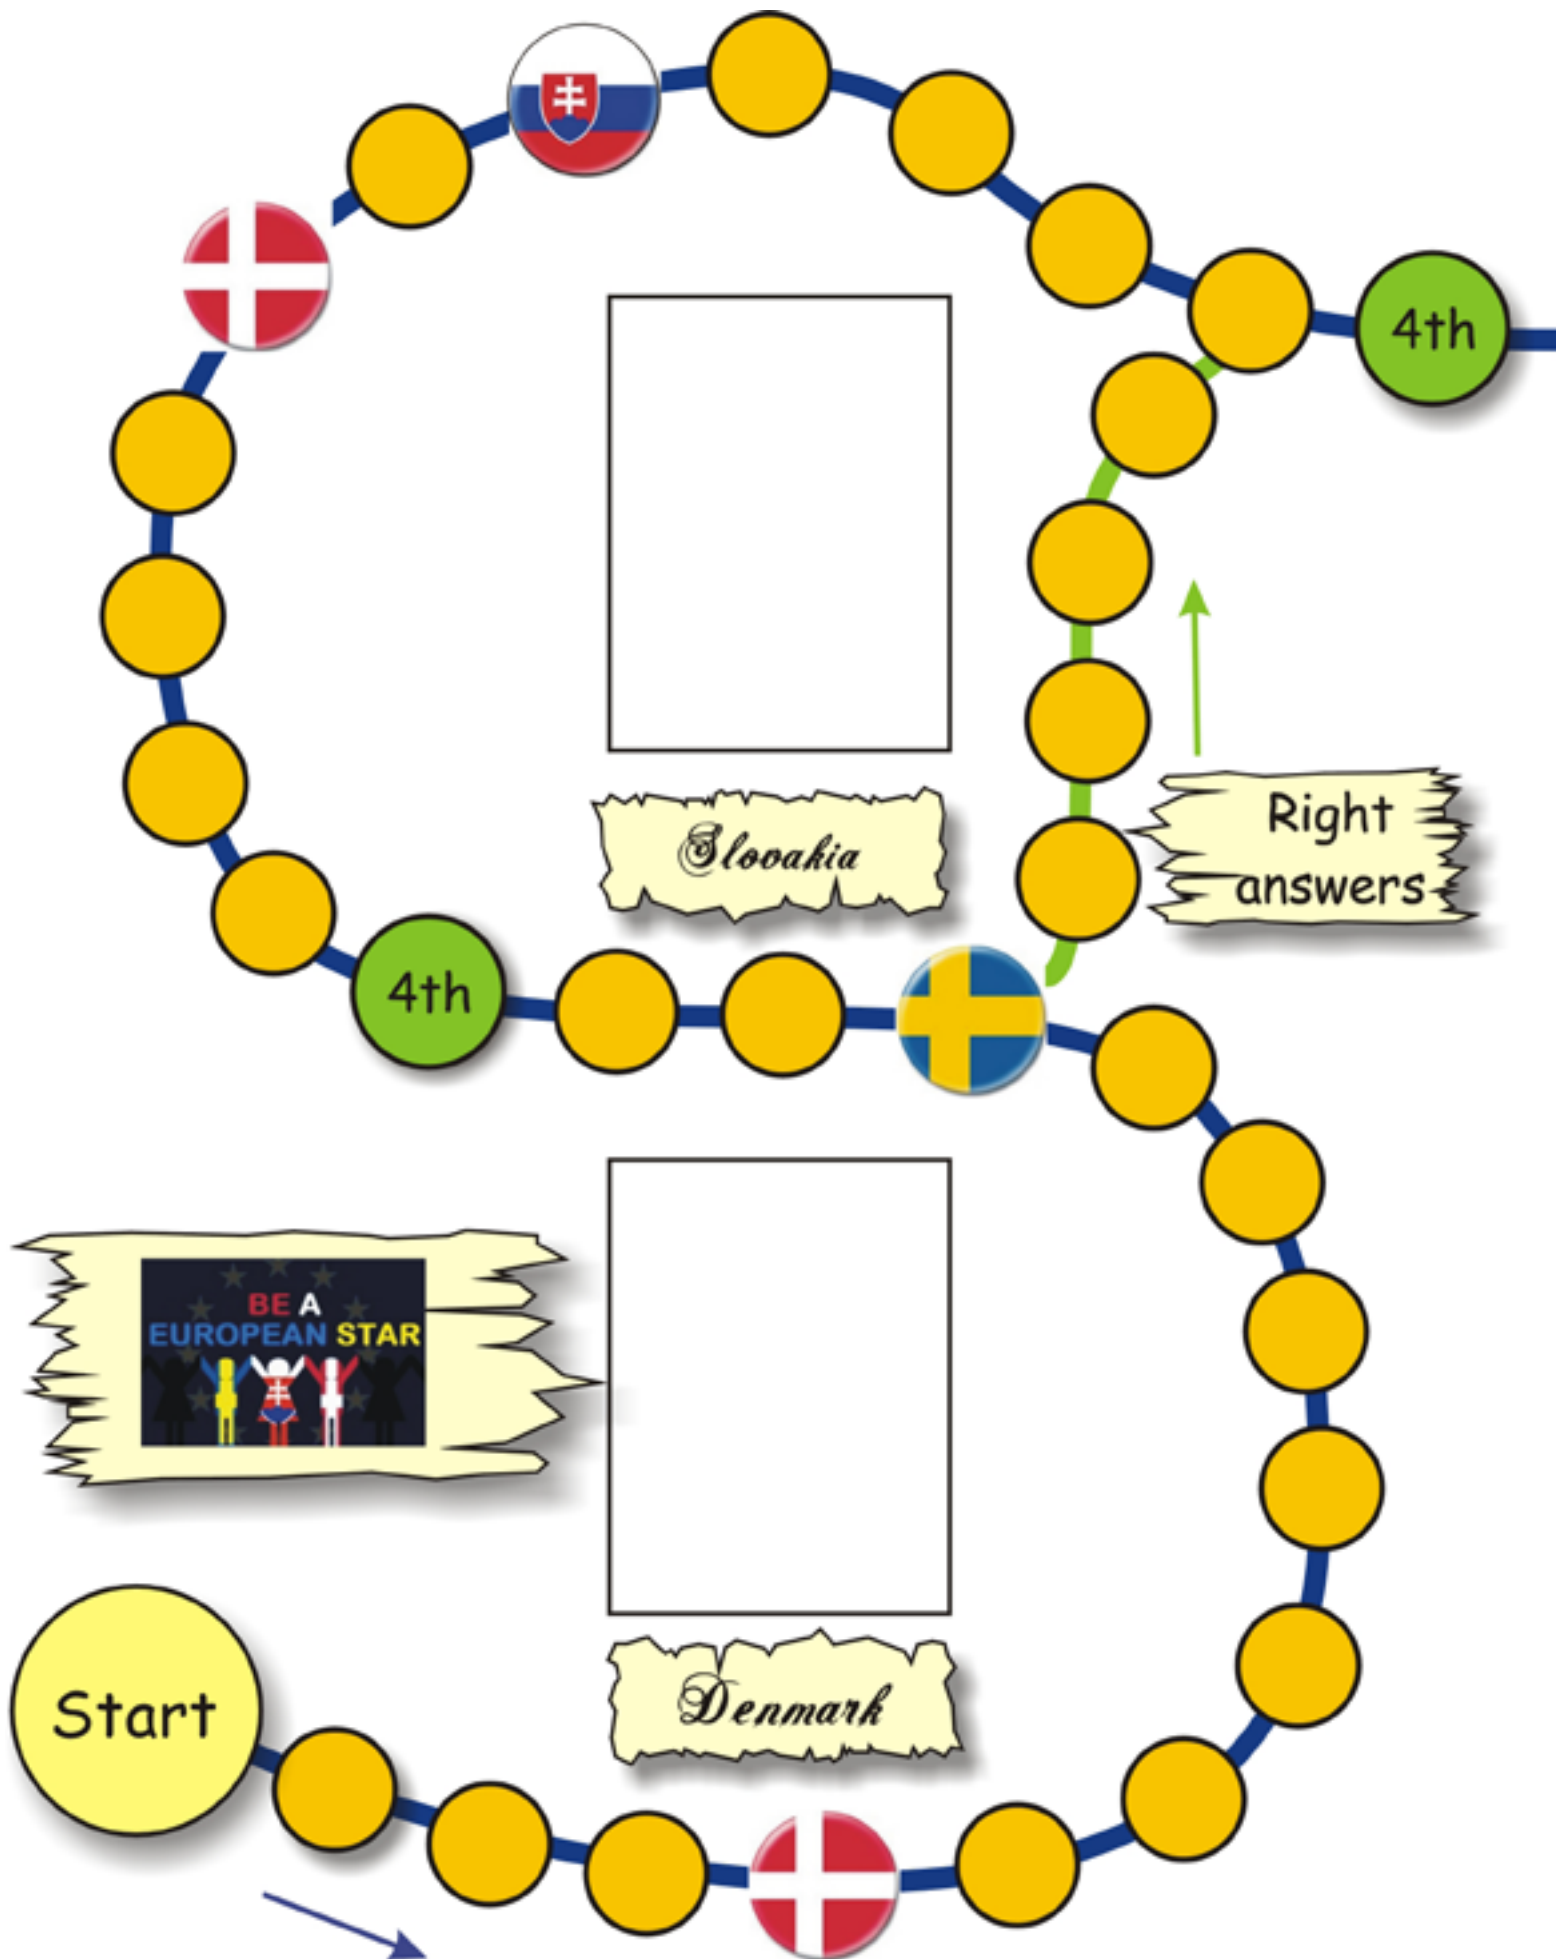 4th
Slovakia
Right
answers
4th
BE A
EUROPEAN STAR
Start
Denmark